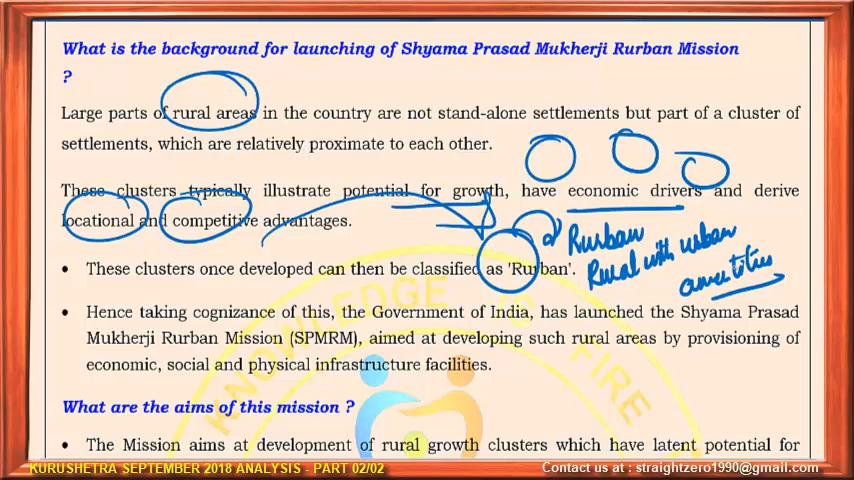 What is the background for launching of Shyama Prasad Mukherji Rurban Mission
?
Large parts of rural areas in the country are not stand-alone settlements but part of a cluster of
settlements, which are relatively proximate to each other.
These clusters typically illustrate potential for growth, have economic drivers and derive
locational and competitive advantages.
Rurban
Rural with urban
amentities
• These clusters once developed can then be classified as 'Rurban'.
• Hence taking cognizance of this, the Government of India, has launched the Shyama Prasad
Mukherji Rurban Mission (SPMRM), aimed at developing such rural areas by provisioning of
economic, social and physical infrastructure facilities.
What are the aims of this mission ?
• The Mission aims at development of rural growth clusters which have latent potential for
KNOWLEDGE IS FIRE
KURUSHETRA SEPTEMBER 2018 ANALYSIS - PART 02/02
Contact us at : straightzero1990@gmail.com